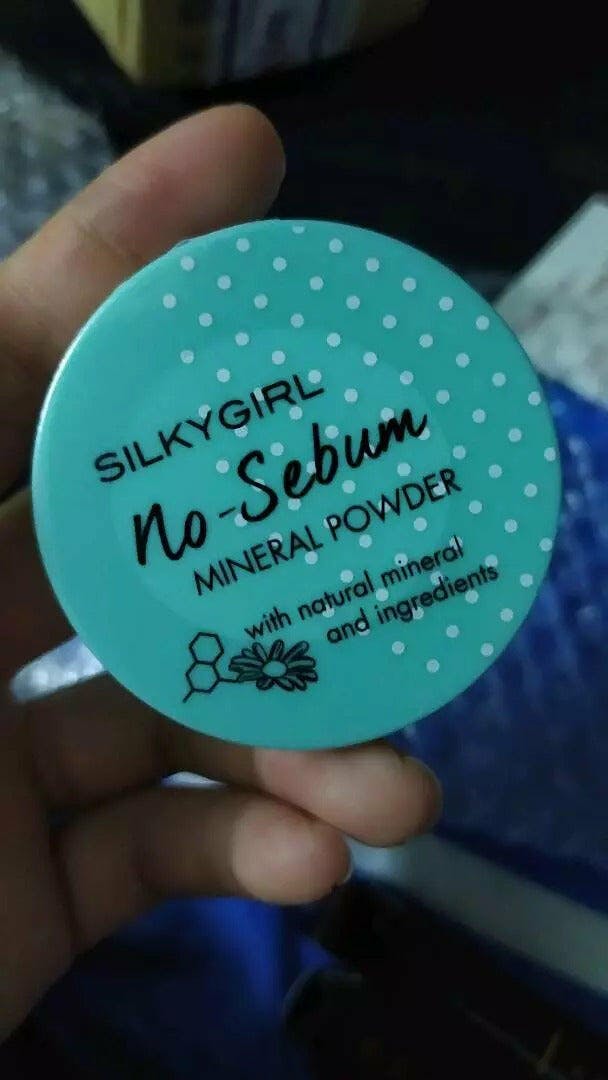 SILKYGIRL
No-Sebum
MINERAL POWDER
with natural mineral
and ingredients